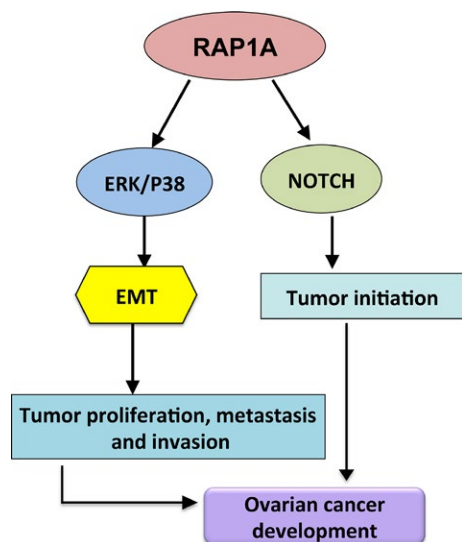 RAP1A
ERK/P38
NOTCH
EMT
Tumor initiation
Tumor proliferation, metastasis
and invasion
Ovarian cancer
development